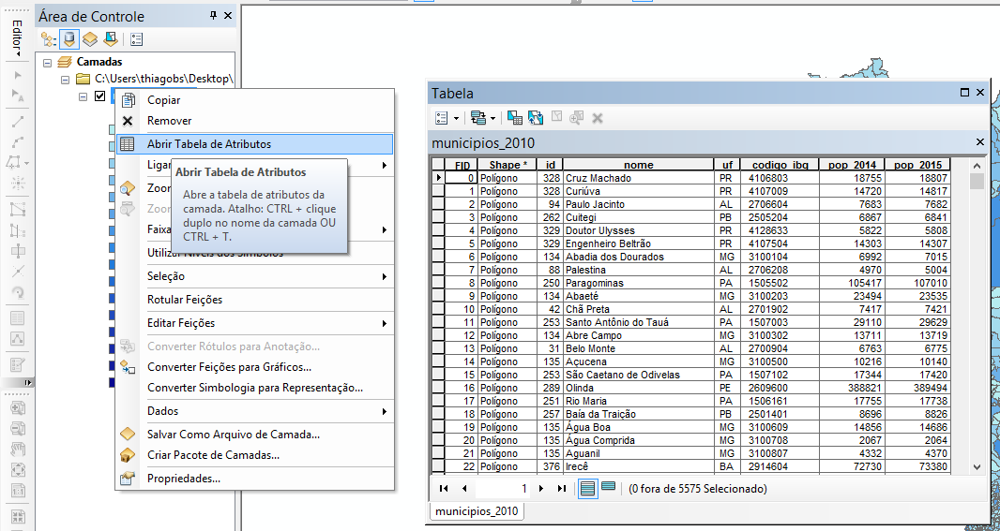 Editor
Área de Controle
Camadas
C:\Users\thiagobs\Desktop\
Copiar
Remover
Abrir Tabela de Atributos
Ligar
Zoom
Zoom
Faixa
Utilizar Níveis dos Símbolos
Seleção
Rotular Feições
Editar Feições
Converter Rótulos para Anotação...
Converter Feições para Gráficos...
Converter Simbologia para Representação...
Dados
Salvar Como Arquivo de Camada...
Criar Pacote de Camadas...
Propriedades...
Abrir Tabela de Atributos
Abre a tabela de atributos da
camada. Atalho: CTRL + clique
duplo no nome da camada OU
CTRL + T.
Tabela
municipios_2010
FID Shape * id nome uf codigo_ibg pop_2014 pop_2015
0 Polígono 328 Cruz Machado PR 4106803 18755 18807
1 Polígono 328 Curiúva PR 4107009 14720 14817
2 Polígono 94 Paulo Jacinto AL 2706604 7683 7682
3 Polígono 262 Cuitegi PB 2505204 6867 6841
4 Polígono 329 Doutor Ulysses PR 4128633 5822 5808
5 Polígono 329 Engenheiro Beltrão PR 4107504 14303 14307
6 Polígono 134 Abadia dos Dourados MG 3100104 6992 7015
7 Polígono 88 Palestina AL 2706208 4970 5004
8 Polígono 250 Paragominas PA 1505502 105417 107010
9 Polígono 134 Abaeté MG 3100203 23494 23535
10 Polígono 42 Chã Preta AL 2701902 7417 7421
11 Polígono 253 Santo Antônio do Tauá PA 1507003 29110 29629
12 Polígono 134 Abre Campo MG 3100302 13711 13719
13 Polígono 31 Belo Monte AL 2700904 6763 6775
14 Polígono 135 Açucena MG 3100500 10216 10140
15 Polígono 253 São Caetano de Odivelas PA 1507102 17344 17420
16 Polígono 289 Olinda PE 2609600 388821 389494
17 Polígono 251 Rio Maria PA 1506161 17755 17738
18 Polígono 257 Baía da Traição PB 2501401 8696 8826
19 Polígono 135 Água Boa MG 3100609 14856 14686
20 Polígono 135 Água Comprida MG 3100708 2067 2064
21 Polígono 135 Aguanil MG 3100807 4332 4370
22 Polígono 376 Irecê BA 2914604 72730 73380
1 (0 fora de 5575 Selecionado)
municipios_2010